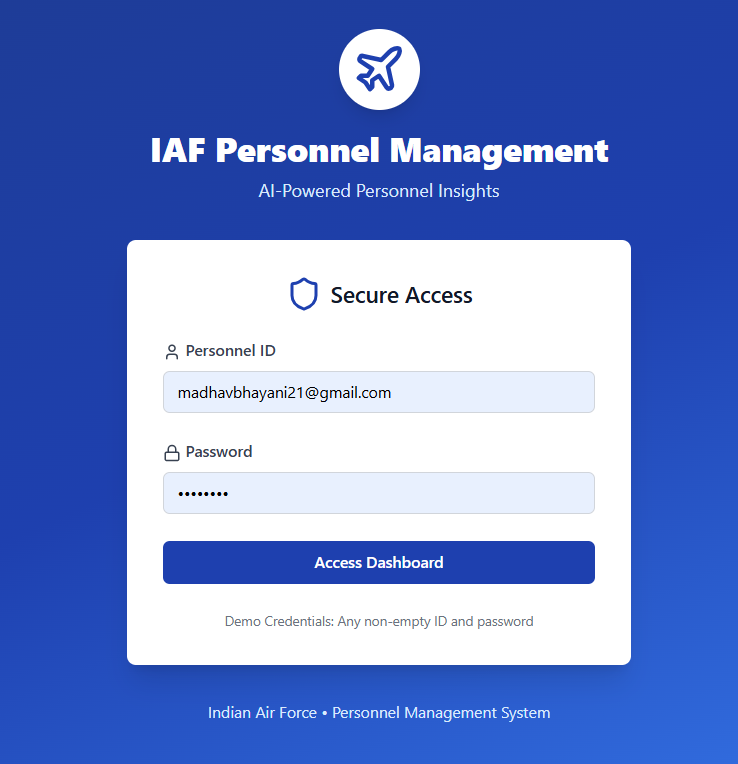 IAF Personnel Management
AI-Powered Personnel Insights
Secure Access
Personnel ID
madhavbhayani21@gmail.com
Password
••••••••
Access Dashboard
Demo Credentials: Any non-empty ID and password
Indian Air Force • Personnel Management System